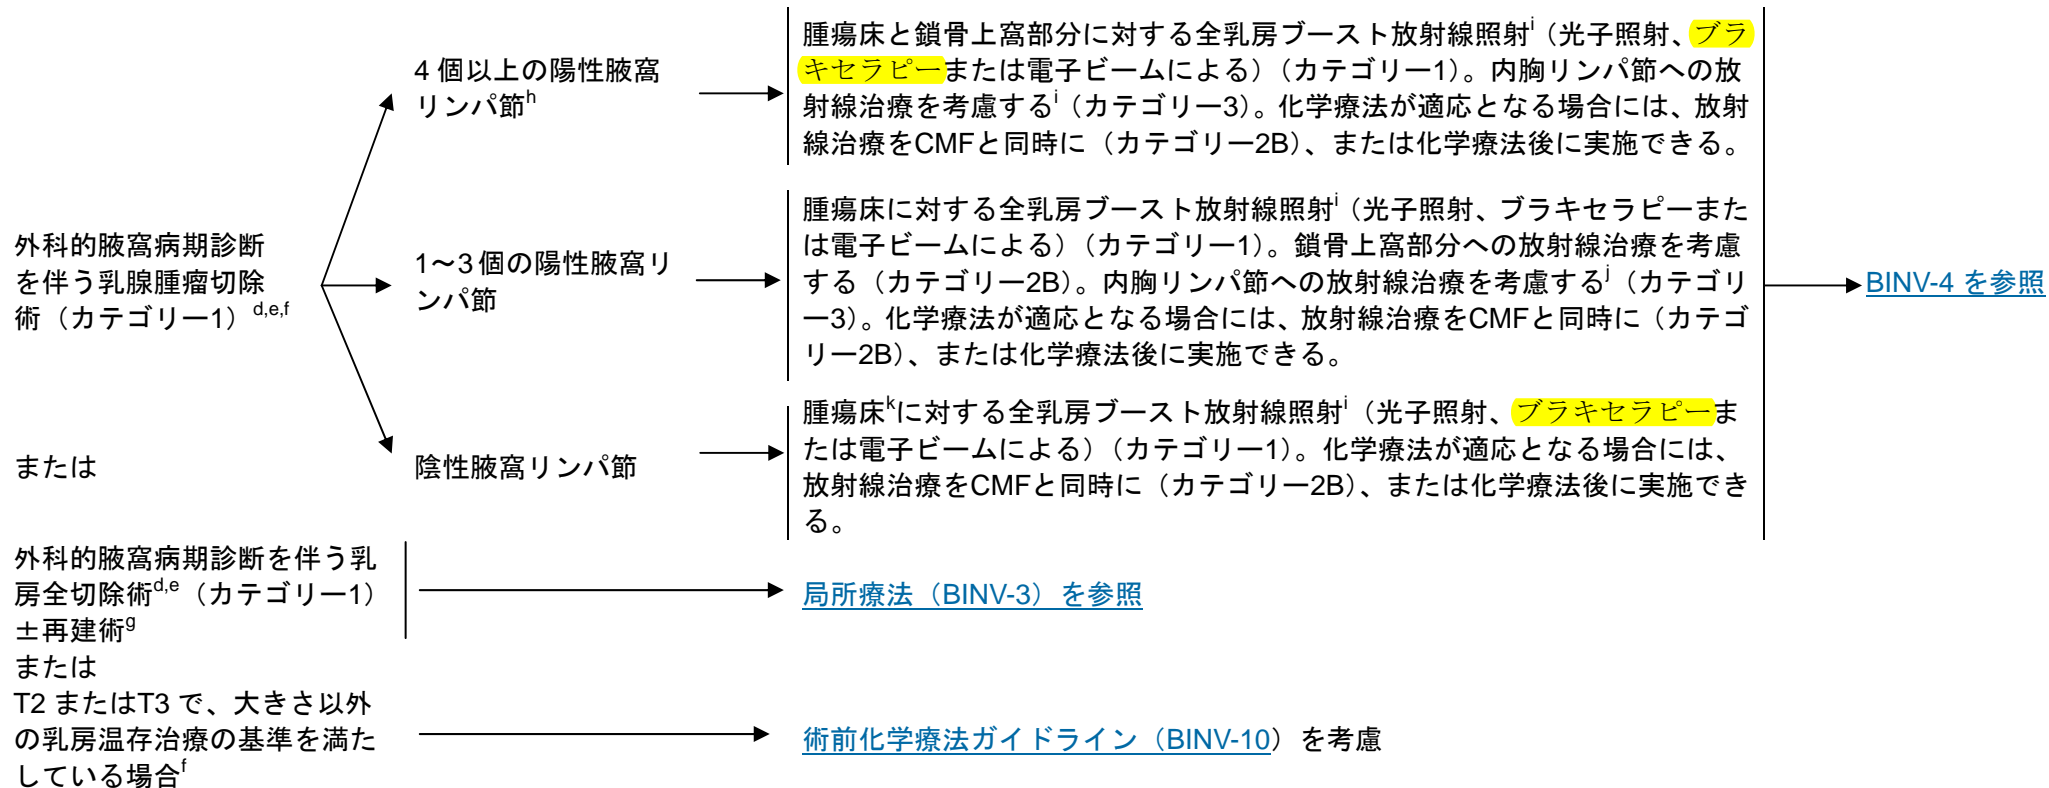 4 個以上の陽性腋窩
リンパ節h
腫瘍床と鎖骨上窩部分に対する全乳房ブースト放射線照射i（光子照射、ブラ
キセラピーまたは電子ビームによる）（カテゴリー1）。内胸リンパ節への放
射線治療を考慮するi（カテゴリー3）。化学療法が適応となる場合には、放射
線治療をCMFと同時に（カテゴリー2B）、または化学療法後に実施できる。
外科的腋窩病期診断
を伴う乳腺腫瘤切除
術（カテゴリー1）d,e,f
1～3 個の陽性腋窩リ
ンパ節
腫瘍床に対する全乳房ブースト放射線照射i（光子照射、ブラキセラピーまた
は電子ビームによる）（カテゴリー1）。鎖骨上窩部分への放射線治療を考慮
する（カテゴリー2B）。内胸リンパ節への放射線治療を考慮するj（カテゴリ
ー3）。化学療法が適応となる場合には、放射線治療をCMFと同時に（カテゴ
リー2B）、または化学療法後に実施できる。
BINV-4 を参照
または
陰性腋窩リンパ節
腫瘍床kに対する全乳房ブースト放射線照射i（光子照射、ブラキセラピーま
たは電子ビームによる）（カテゴリー1）。化学療法が適応となる場合には、
放射線治療をCMFと同時に（カテゴリー2B）、または化学療法後に実施でき
る。
外科的腋窩病期診断を伴う乳
房全切除術d,e（カテゴリー1）
±再建術g
局所療法（BINV-3）を参照
または
T2 またはT3 で、大きさ以外
の乳房温存治療の基準を満た
している場合f
術前化学療法ガイドライン（BINV-10）を考慮